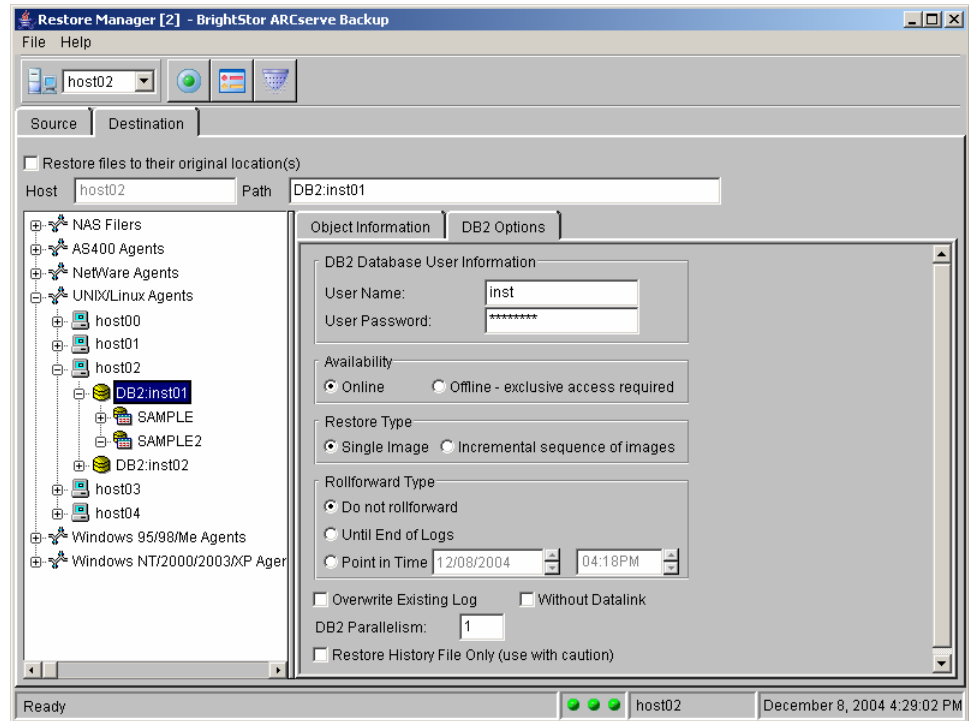 Restore Manager [2] - BrightStor ARCserve Backup
File Help
host02
Source Destination
Restore files to their original location(s)
Host host02 Path DB2:inst01
NAS Filers
AS400 Agents
NetWare Agents
UNIX/Linux Agents
host00
host01
host02
DB2:inst01
SAMPLE
SAMPLE2
DB2:inst02
host03
host04
Windows 95/98/Me Agents
Windows NT/2000/2003/XP Ager
Object Information DB2 Options
DB2 Database User Information
User Name: inst
User Password: ********
Availability
Online Offline - exclusive access required
Restore Type
Single Image Incremental sequence of images
Rollforward Type
Do not rollforward
Until End of Logs
Point in Time 12/08/2004 04:18PM
Overwrite Existing Log Without Datalink
DB2 Parallelism: 1
Restore History File Only (use with caution)
Ready host02 December 8, 2004 4:29:02 PM